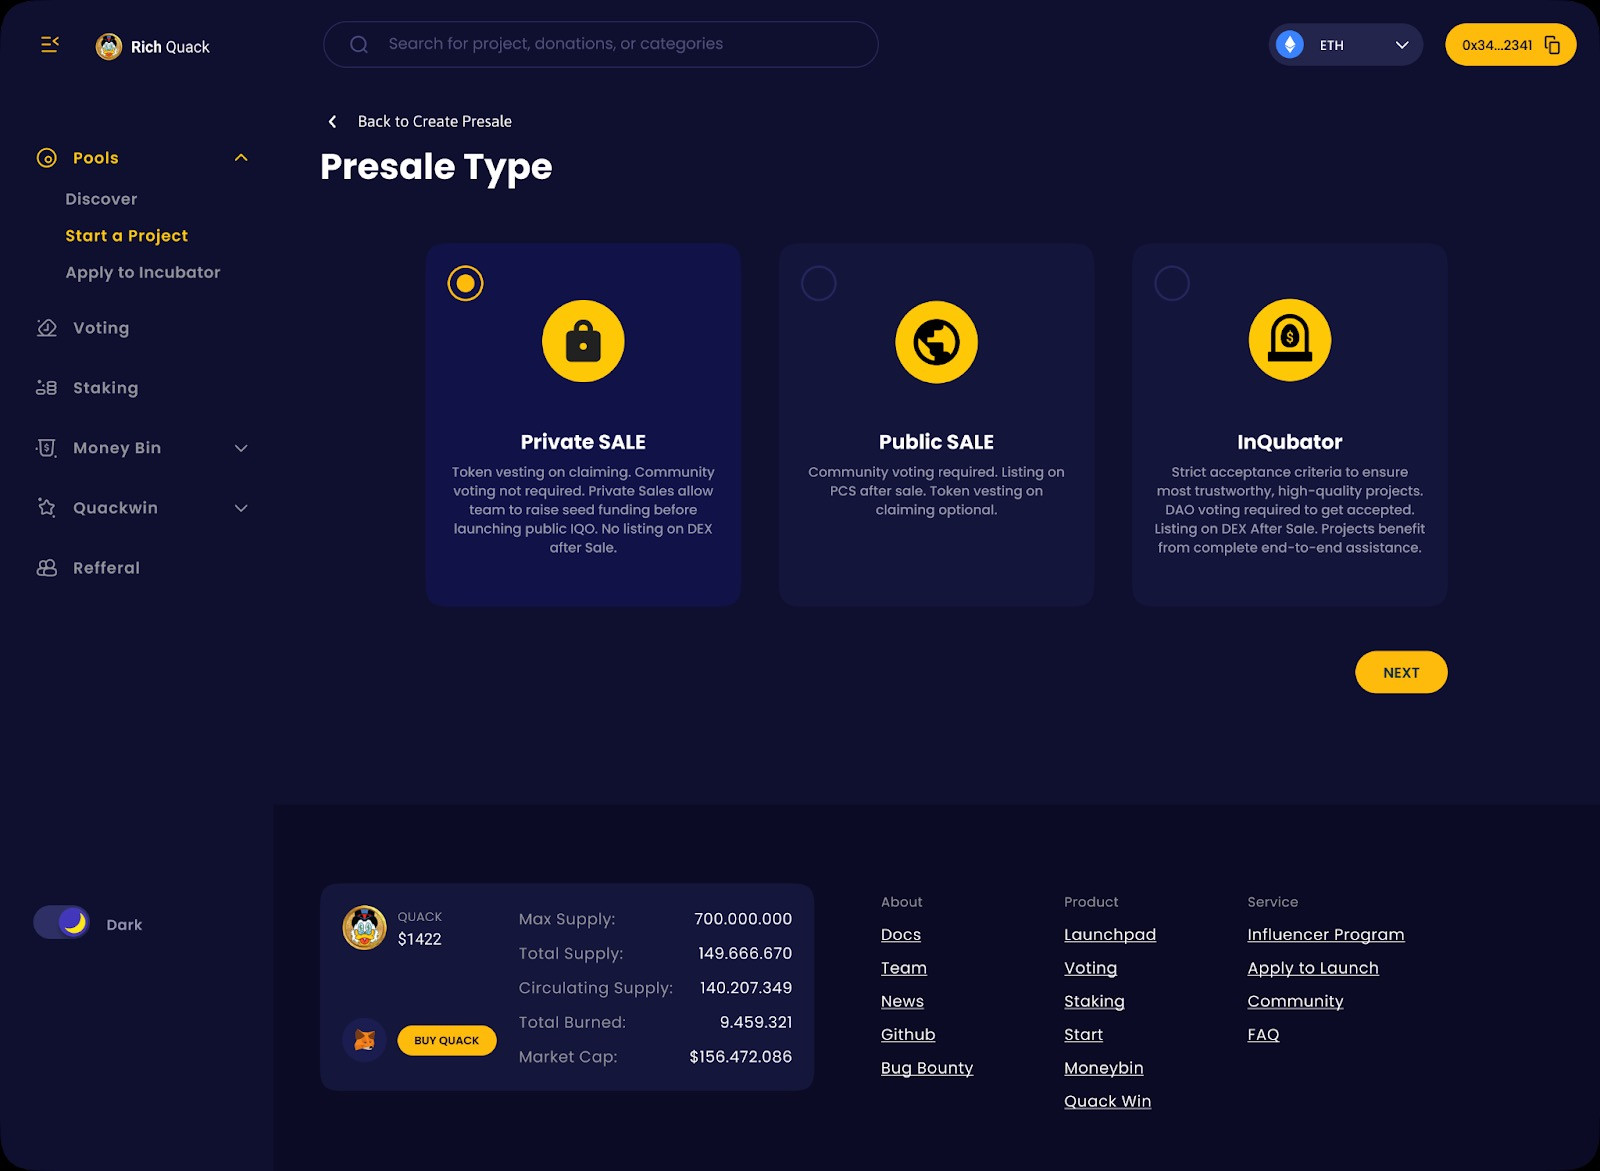 Rich Quack
Search for project, donations, or categories
ETH
0x34...2341
Back to Create Presale
Presale Type
Pools
Discover
Start a Project
Apply to Incubator
Voting
Staking
Money Bin
Quackwin
Refferal
Dark
Private SALE
Token vesting on claiming. Community
voting not required. Private Sales allow
team to raise seed funding before
launching public IQO. No listing on DEX
after Sale.
Public SALE
Community voting required. Listing on
PCS after sale. Token vesting on
claiming optional.
InQubator
Strict acceptance criteria to ensure
most trustworthy, high-quality projects.
DAO voting required to get accepted.
Listing on DEX After Sale. Projects benefit
from complete end-to-end assistance.
NEXT
QUACK
$1422
BUY QUACK
Max Supply: 700.000.000
Total Supply: 149.666.670
Circulating Supply: 140.207.349
Total Burned: 9.459.321
Market Cap: $156.472.086
About
Docs
Team
News
Github
Bug Bounty
Product
Launchpad
Voting
Staking
Start
Moneybin
Quack Win
Service
Influencer Program
Apply to Launch
Community
FAQ